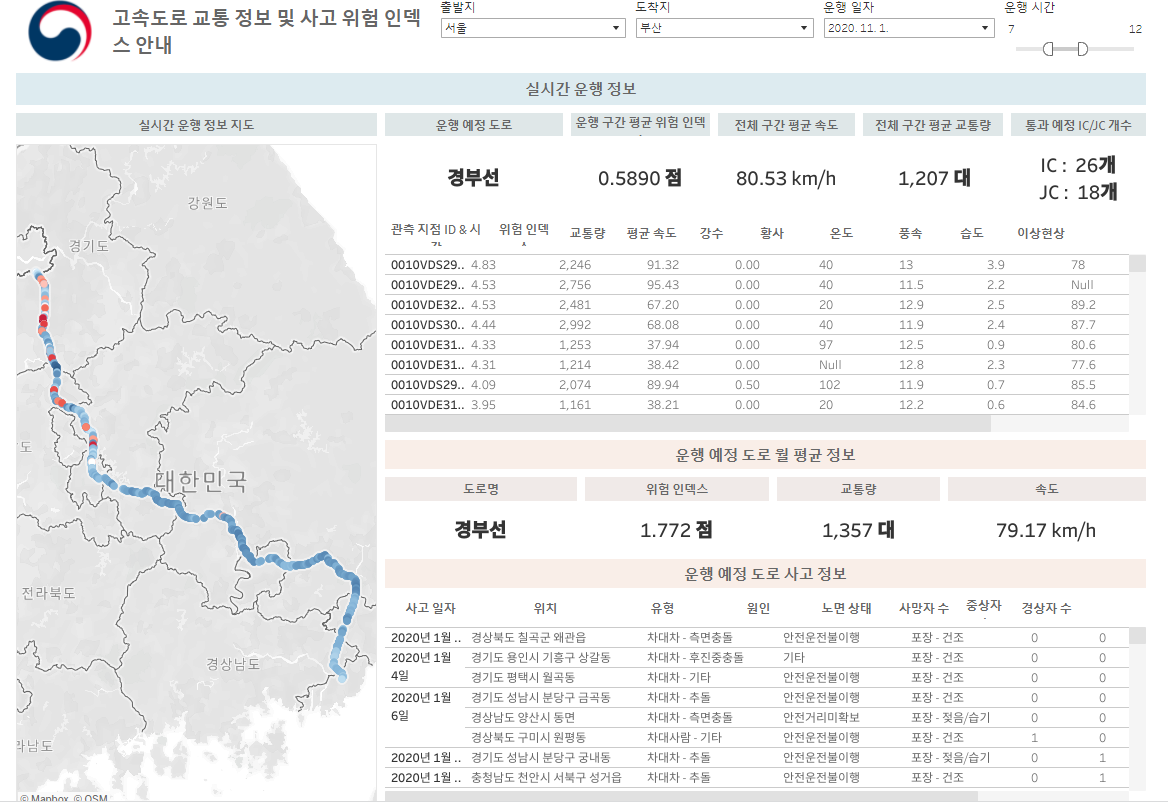 고속도로 교통 정보 및 사고 위험 인덱
스 안내
출발지
서울
도착지
부산
운행 일자
2020. 11. 1.
운행 시간
7 12
실시간 운행 정보
실시간 운행 정보 지도
강원도
경기도
대한민국
도
전라북도
경상남도
라남도
© Mapbox © OSM
운행 예정 도로 운행 구간 평균 위험 인덱 전체 구간 평균 속도 전체 구간 평균 교통량 통과 예정 IC/JC 개수
경부선 0.5890 점 80.53 km/h 1,207 대 IC : 26개
JC : 18개
관측 지점 ID & 시 위험 인덱 교통량 평균 속도 강수 황사 온도 풍속 습도 이상현상
0010VDS29.. 4.83 2,246 91.32 0.00 40 13 3.9 78
0010VDE29.. 4.53 2,756 95.43 0.00 40 11.5 2.2 Null
0010VDE32.. 4.53 2,481 67.20 0.00 20 12.9 2.5 89.2
0010VDS30.. 4.44 2,992 68.08 0.00 40 11.9 2.4 87.7
0010VDE31.. 4.33 1,253 37.94 0.00 97 12.5 0.9 80.6
0010VDE31.. 4.31 1,214 38.42 0.00 Null 12.8 2.3 77.6
0010VDS29.. 4.09 2,074 89.94 0.50 102 11.9 0.7 85.5
0010VDE31.. 3.95 1,161 38.21 0.00 20 12.2 0.6 84.6
운행 예정 도로 월 평균 정보
도로명 위험 인덱스 교통량 속도
경부선 1.772 점 1,357 대 79.17 km/h
운행 예정 도로 사고 정보
사고 일자 위치 유형 원인 노면 상태 사망자 수 중상자 경상자 수
2020년 1월 .. 경상북도 칠곡군 왜관읍 차대차 - 측면충돌 안전운전불이행 포장 - 건조 0 0
2020년 1월 경기도 용인시 기흥구 상갈동 차대차 - 후진중충돌 기타 포장 - 건조 0 0
4일 경기도 평택시 월곡동 차대차 - 기타 안전운전불이행 포장 - 건조 0 0
2020년 1월 경기도 성남시 분당구 금곡동 차대차 - 추돌 안전운전불이행 포장 - 건조 0 0
6일 경상남도 양산시 동면 차대차 - 측면충돌 안전거리미확보 포장 - 젖음/습기 0 0
경상북도 구미시 원평동 차대사람 - 기타 안전운전불이행 포장 - 건조 1 0
2020년 1월 .. 경기도 성남시 분당구 궁내동 차대차 - 추돌 안전운전불이행 포장 - 젖음/습기 0 1
2020년 1월 .. 충청남도 천안시 서북구 성거읍 차대차 - 추돌 안전운전불이행 포장 - 건조 0 1